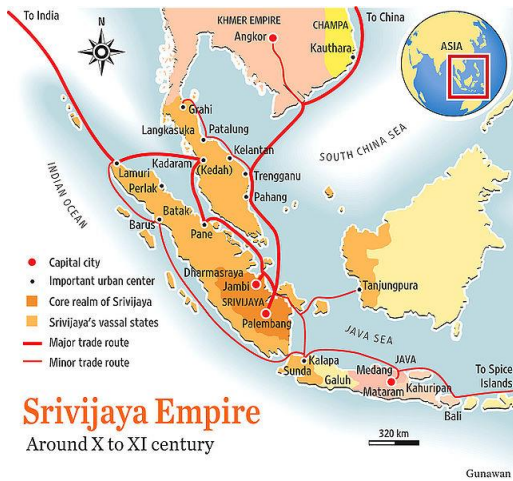 To India
N
KHMER EMPIRE
Angkor
CHAMPA
Kauthara
To China
ASIA
Grahi
Langkasuka
Patalung
Kelantan
Kadaram
(Kedah)
Trengganu
Pahang
SOUTH CHINA SEA
INDIAN OCEAN
Lamuri
Perlak
Batak
Barus
Pane
Dharmasraya
Jambi
SRIVIJAYA
Palembang
Tanjungpura
JAVA SEA
Kalapa
Sunda
Galuh
JAVA
Medang
Mataram
Kahuripan
Bali
To Spice
Islands
Capital city
Important urban center
Core realm of Srivijaya
Srivijaya's vassal states
Major trade route
Minor trade route
Srivijaya Empire
Around X to XI century
320 km
Gunawan